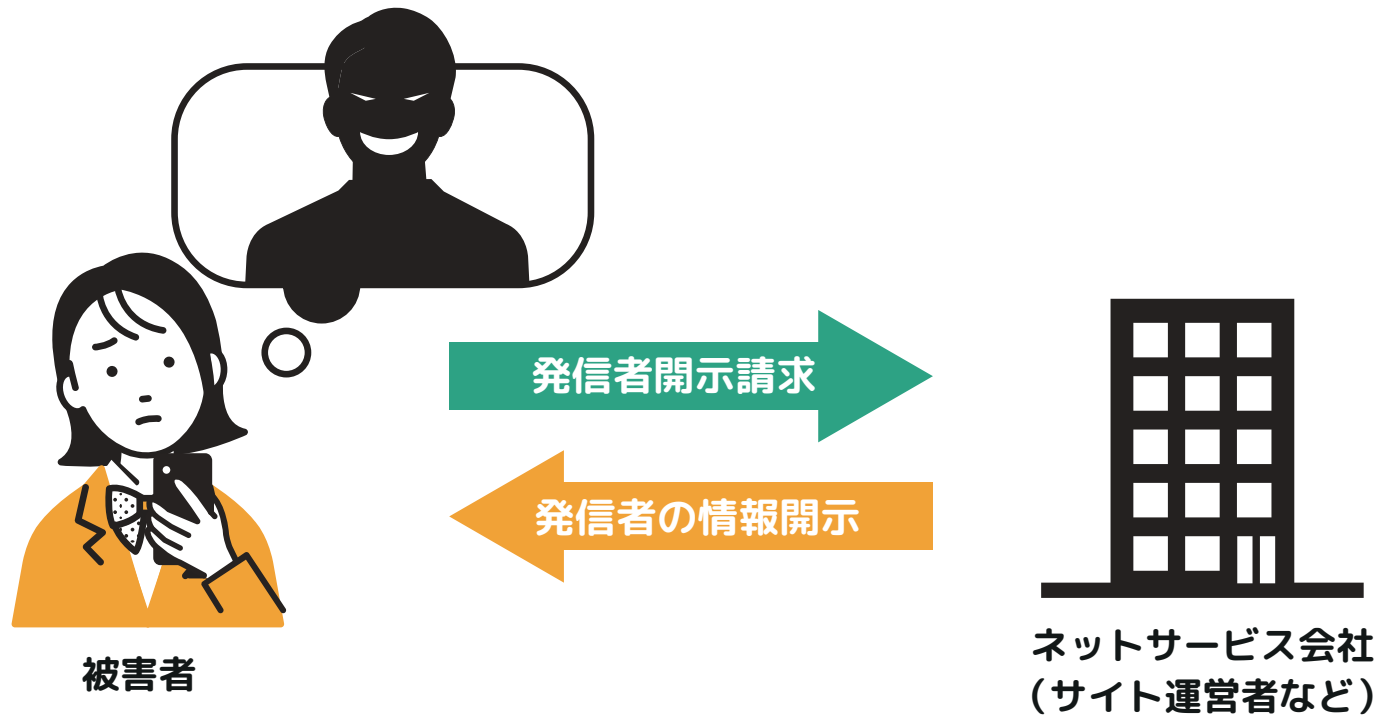 発信者開示請求
発信者の情報開示
被害者
ネットサービス会社
（サイト運営者など）